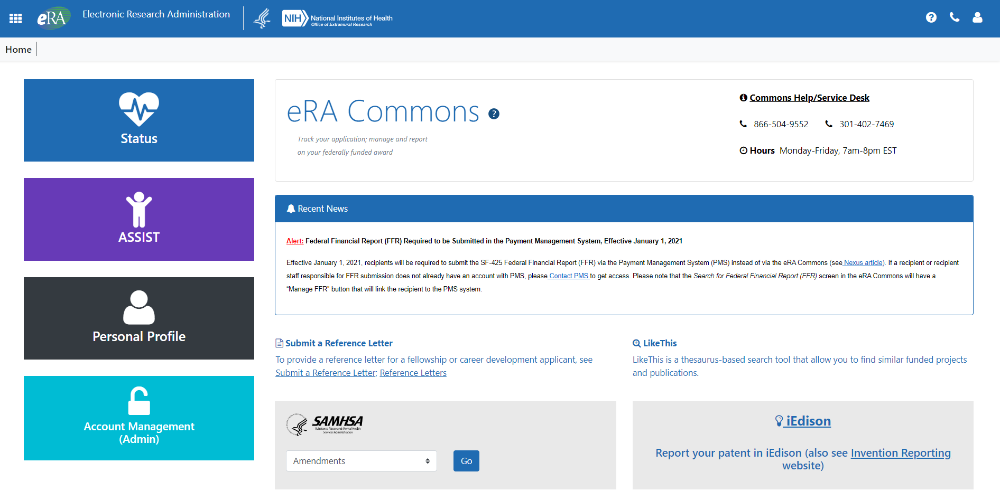 eRA
Electronic Research Administration
NIH
National Institutes of Health
Office of Extramural Research
Home
Status
ASSIST
Personal Profile
Account Management
(Admin)
eRA Commons
Track your application; manage and report
on your federally funded award
Commons Help/Service Desk
866-504-9552 301-402-7469
Hours Monday-Friday, 7am-8pm EST
Recent News
Alert: Federal Financial Report (FFR) Required to be Submitted in the Payment Management System, Effective January 1, 2021
Effective January 1, 2021, recipients will be required to submit the SF-425 Federal Financial Report (FFR) via the Payment Management System (PMS) instead of via the eRA Commons (see Nexus article). If a recipient or recipient
staff responsible for FFR submission does not already have an account with PMS, please Contact PMS to get access. Please note that the Search for Federal Financial Report (FFR) screen in the eRA Commons will have a
“Manage FFR” button that will link the recipient to the PMS system.
Submit a Reference Letter
To provide a reference letter for a fellowship or career development applicant, see
Submit a Reference Letter; Reference Letters
LikeThis
LikeThis is a thesaurus-based search tool that allow you to find similar funded projects
and publications.
SAMHSA
Substance Abuse and Mental Health
Services Administration
Amendments
Go
iEdison
Report your patent in iEdison (also see Invention Reporting
website)